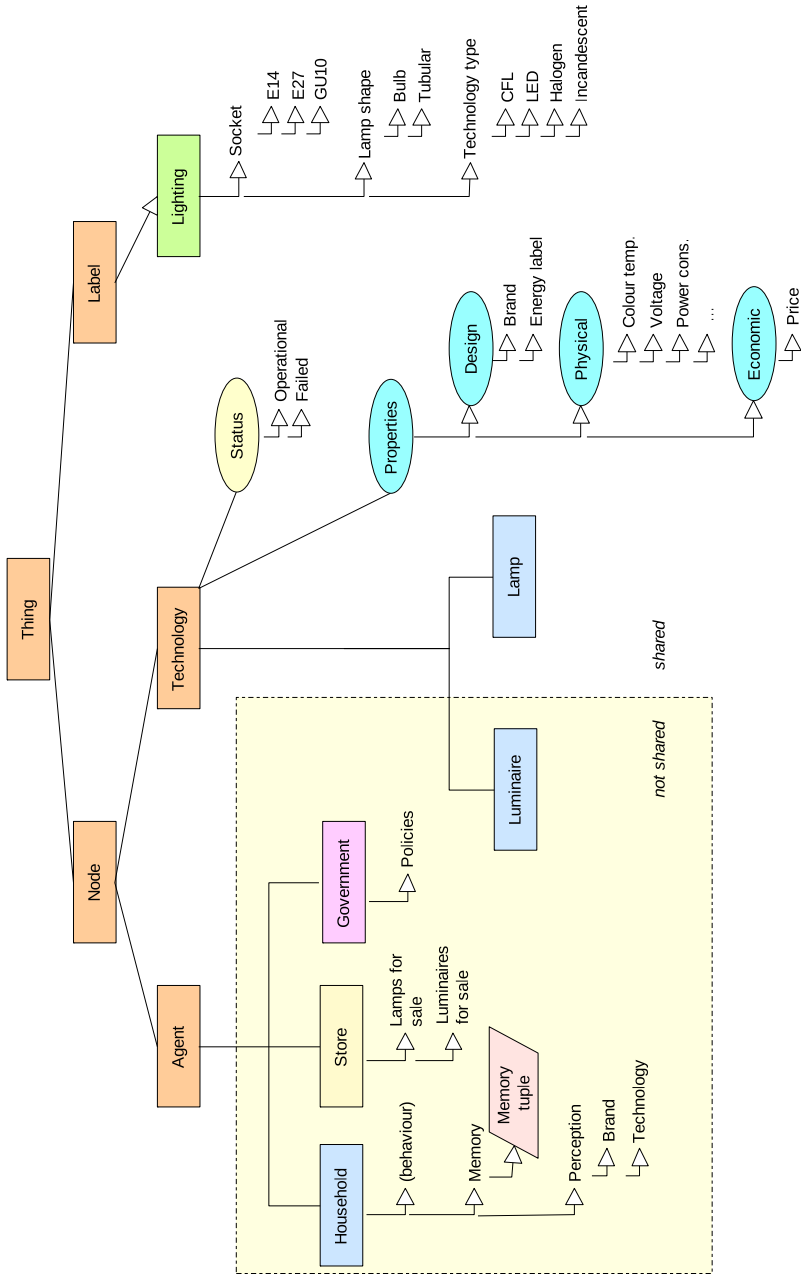 Thing
Node
Label
Agent
Technology
Lighting
Socket
E14
E27
GU10
Lamp shape
Bulb
Tubular
Technology type
CFL
LED
Halogen
Incandescent
Status
Operational
Failed
Properties
Design
Brand
Energy label
Physical
Colour temp.
Voltage
Power cons.
...
Economic
Price
Household
(behaviour)
Memory
Memory
tuple
Perception
Brand
Technology
Store
Lamps for
sale
Luminaires
for sale
Government
Policies
Luminaire
Lamp
not shared
shared